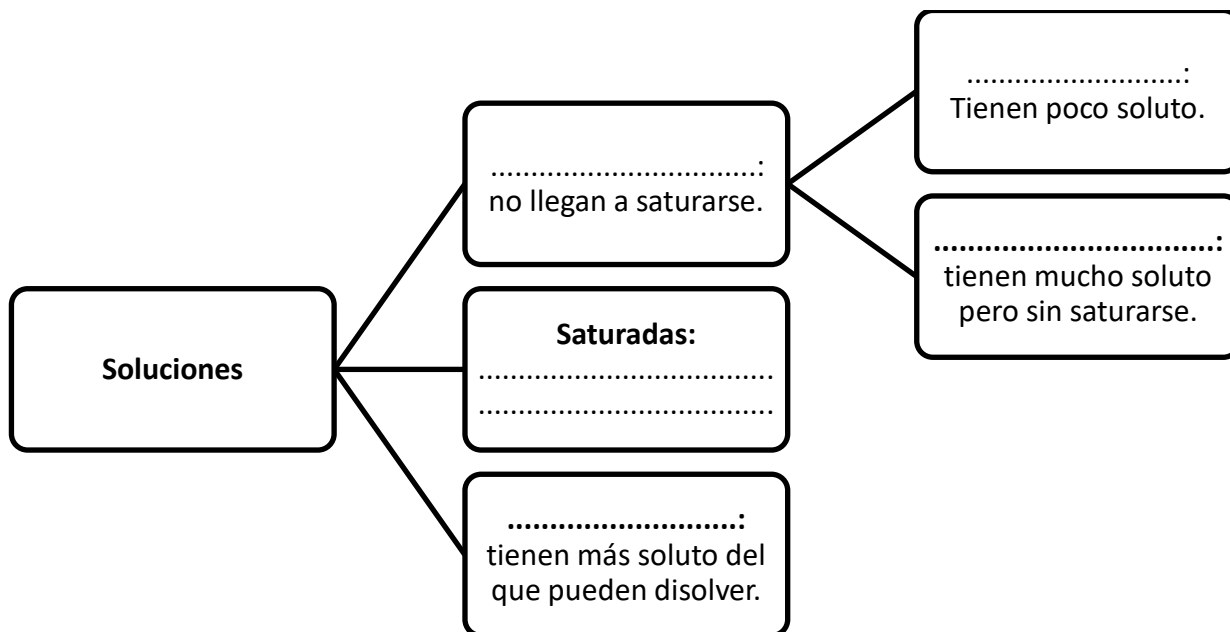 ...........................:
Tienen poco soluto.
.................................:
no llegan a saturarse.
.................................:
tienen mucho soluto
pero sin saturarse.
Soluciones
Saturadas:
.....................................
.....................................
...........................:
tienen más soluto del
que pueden disolver.